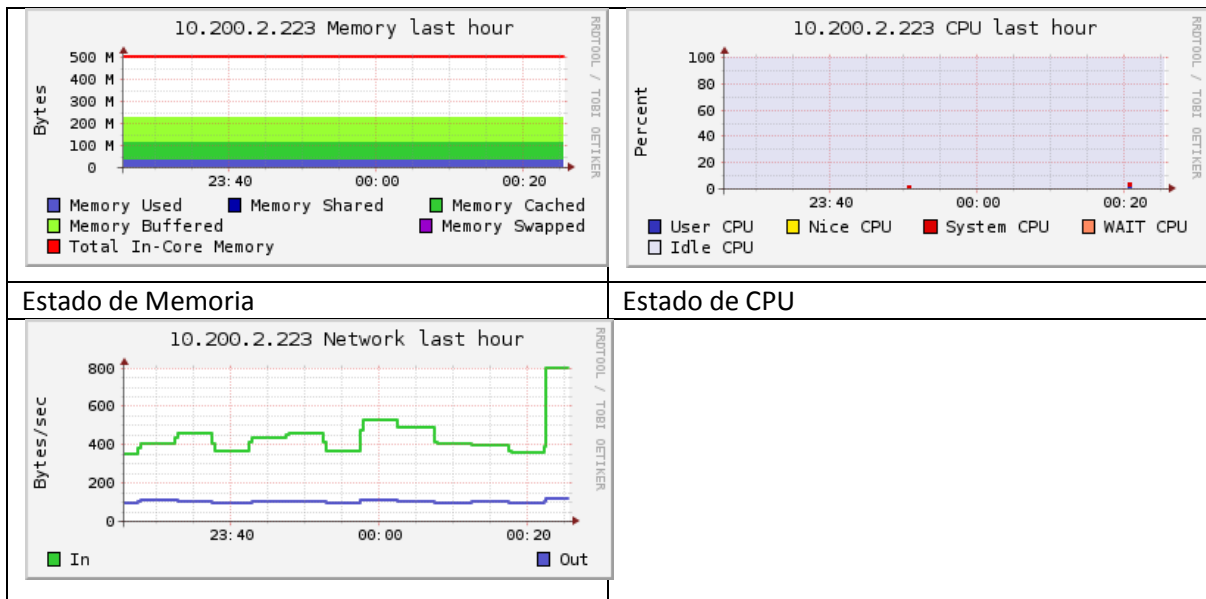 10.200.2.223 Memory last hour
RRDTOOL / TOBI OETIKER
Bytes
500 M
400 M
300 M
200 M
100 M
0
23:40 00:00 00:20
Memory Used Memory Shared Memory Cached
Memory Buffered Memory Swapped
Total In-Core Memory
10.200.2.223 CPU last hour
RRDTOOL / TOBI OETIKER
Percent
100
80
60
40
20
0
23:40 00:00 00:20
User CPU Nice CPU System CPU WAIT CPU
Idle CPU
Estado de Memoria
Estado de CPU
10.200.2.223 Network last hour
RRDTOOL / TOBI OETIKER
Bytes/sec
800
600
400
200
0
23:40 00:00 00:20
In Out